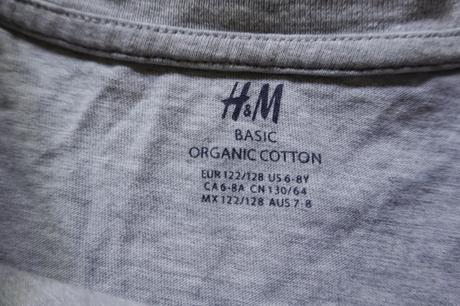 H&M
BASIC
ORGANIC COTTON
EUR 122/128 US 6-8Y
CA 6-8A CN 130/64
MX 122/128 AUS 7-8